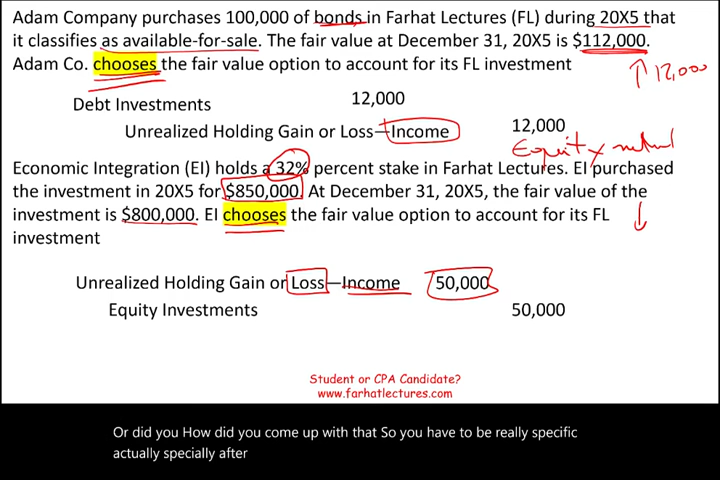 Adam Company purchases 100,000 of bonds in Farhat Lectures (FL) during 20X5 that
it classifies as available-for-sale. The fair value at December 31, 20X5 is $112,000.
Adam Co. chooses the fair value option to account for its FL investment
↑ 12,000
Debt Investments 12,000
Unrealized Holding Gain or Loss—Income 12,000
Equity method
Economic Integration (EI) holds a 32% percent stake in Farhat Lectures. EI purchased
the investment in 20X5 for $850,000. At December 31, 20X5, the fair value of the
investment is $800,000. EI chooses the fair value option to account for its FL
investment
Unrealized Holding Gain or Loss—Income 50,000
Equity Investments 50,000
Student or CPA Candidate?
www.farhatlectures.com
Or did you How did you come up with that So you have to be really specific
actually specially after